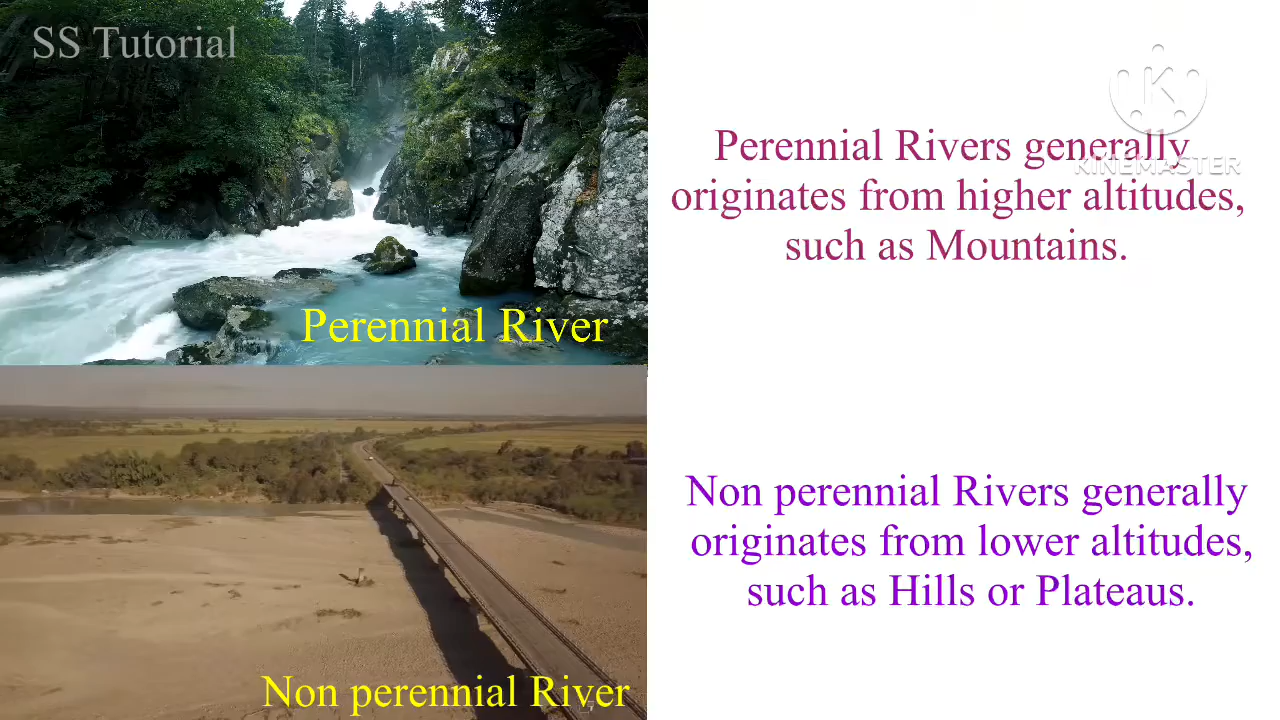 SS Tutorial
Perennial River
Non perennial River
KINEMASTER
Perennial Rivers generally
originates from higher altitudes,
such as Mountains.
Non perennial Rivers generally
originates from lower altitudes,
such as Hills or Plateaus.